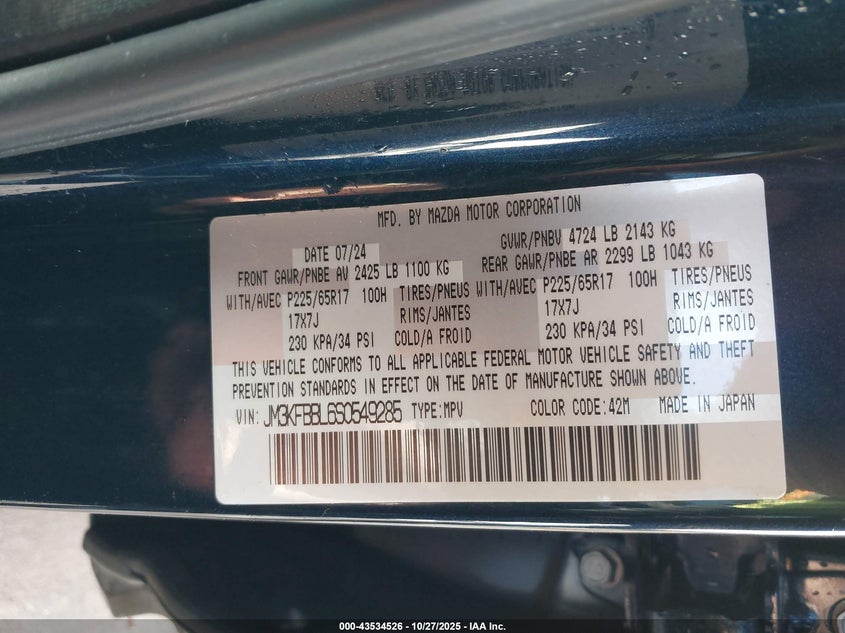 MFD. BY MAZDA MOTOR CORPORATION
DATE 07/24 GVWR/PNBV 4724 LB 2143 KG
FRONT GAWR/PNBE AV 2425 LB 1100 KG REAR GAWR/PNBE AR 2299 LB 1043 KG
WITH/AVEC P225/65R17 100H TIRES/PNEUS WITH/AVEC P225/65R17 100H TIRES/PNEUS
17X7J RIMS/JANTES 17X7J RIMS/JANTES
230 KPA/34 PSI COLD/A FROID 230 KPA/34 PSI COLD/A FROID
THIS VEHICLE CONFORMS TO ALL APPLICABLE FEDERAL MOTOR VEHICLE SAFETY AND THEFT
PREVENTION STANDARDS IN EFFECT ON THE DATE OF MANUFACTURE SHOWN ABOVE.
VIN: JM3KFBBL6S0549285 TYPE:MPV COLOR CODE:42M MADE IN JAPAN
000-43534526 - 10/27/2025 - IAA Inc.